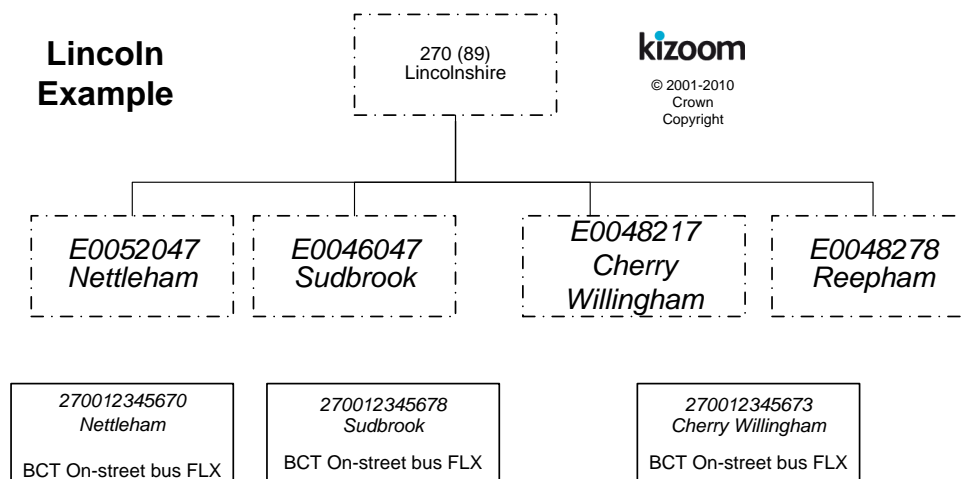 Lincoln
Example
270 (89)
Lincolnshire
kizoom
© 2001-2010
Crown
Copyright
E0052047
Nettleham
E0046047
Sudbrook
E0048217
Cherry
Willingham
E0048278
Reepham
270012345670
Nettleham
BCT On-street bus FLX
270012345678
Sudbrook
BCT On-street bus FLX
270012345673
Cherry Willingham
BCT On-street bus FLX